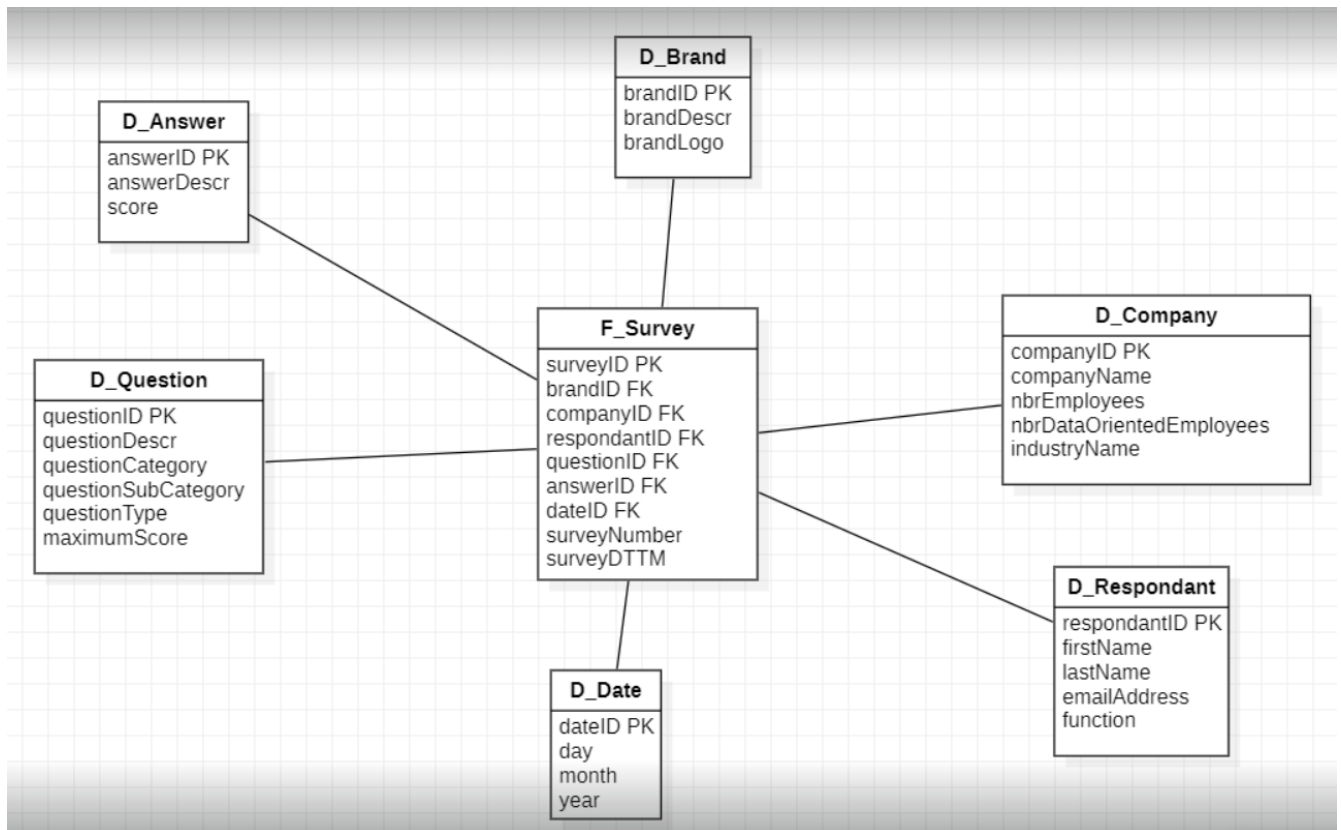 D_Brand
brandID PK
brandDescr
brandLogo
D_Answer
answerID PK
answerDescr
score
F_Survey
surveyID PK
brandID FK
companyID FK
respondantID FK
questionID FK
answerID FK
dateID FK
surveyNumber
surveyDTTM
D_Company
companyID PK
companyName
nbrEmployees
nbrDataOrientedEmployees
industryName
D_Question
questionID PK
questionDescr
questionCategory
questionSubCategory
questionType
maximumScore
D_Respondant
respondantID PK
firstName
lastName
emailAddress
function
D_Date
dateID PK
day
month
year